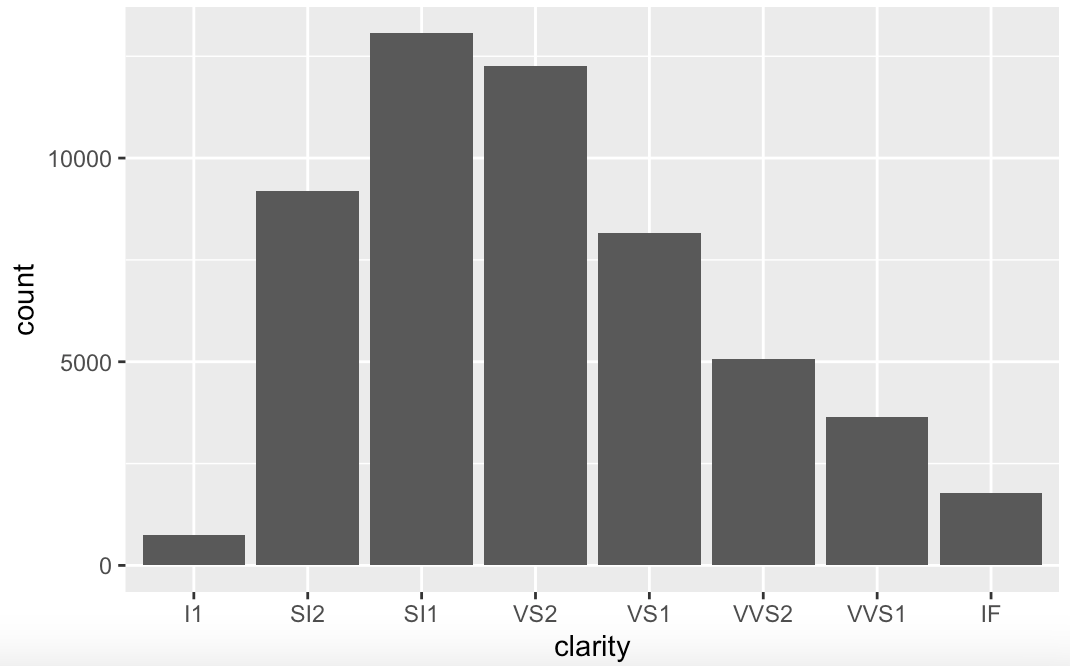 count
10000
5000
0
I1 SI2 SI1 VS2 VS1 VVS2 VVS1 IF
clarity